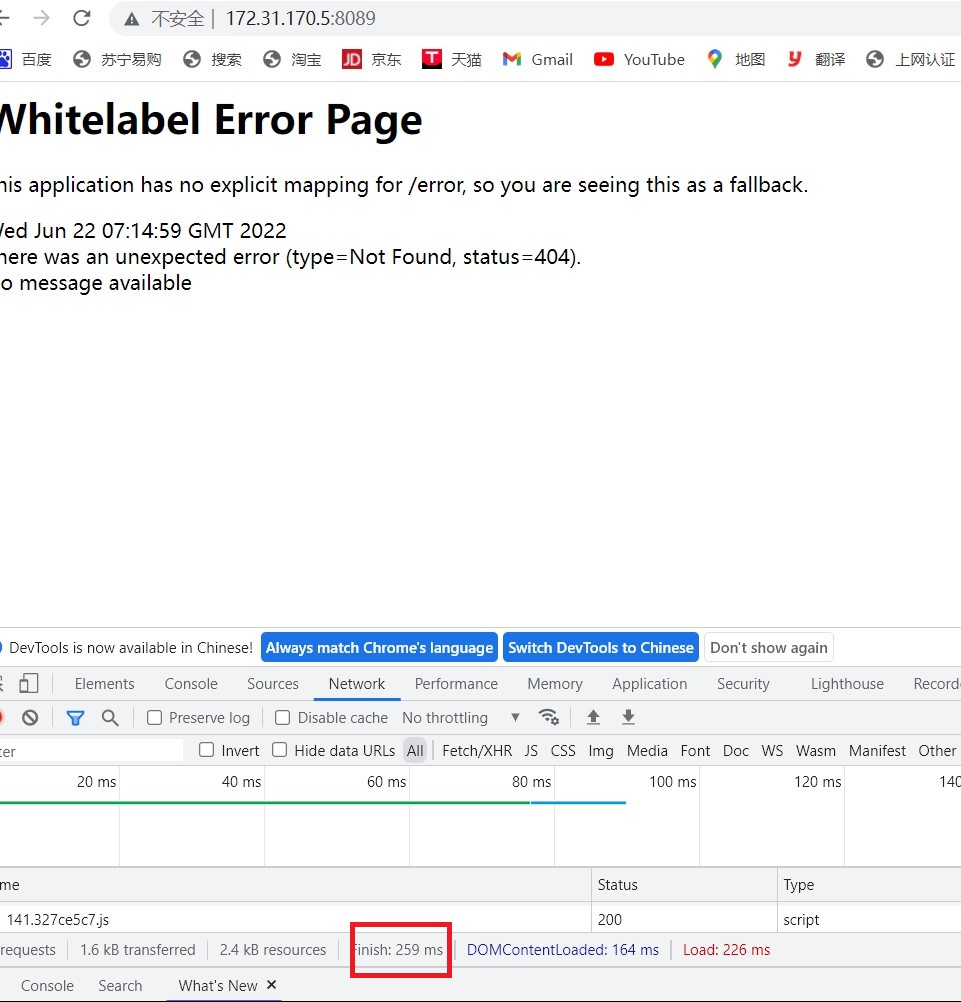 不安全 | 172.31.170.5:8089
百度 苏宁易购 搜索 淘宝 JD 京东 T 天猫 Gmail YouTube 地图 y 翻译 上网认证
Whitelabel Error Page
his application has no explicit mapping for /error, so you are seeing this as a fallback.
Wed Jun 22 07:14:59 GMT 2022
here was an unexpected error (type=Not Found, status=404).
o message available
DevTools is now available in Chinese! Always match Chrome's language Switch DevTools to Chinese Don't show again
Elements Console Sources Network Performance Memory Application Security Lighthouse Record
Preserve log Disable cache No throttling
ter Invert Hide data URLs All Fetch/XHR JS CSS Img Media Font Doc WS Wasm Manifest Other
20 ms 40 ms 60 ms 80 ms 100 ms 120 ms 140
me Status Type
141.327ce5c7.js 200 script
requests 1.6 kB transferred 2.4 kB resources Finish: 259 ms DOMContentLoaded: 164 ms Load: 226 ms
Console Search What's New ×